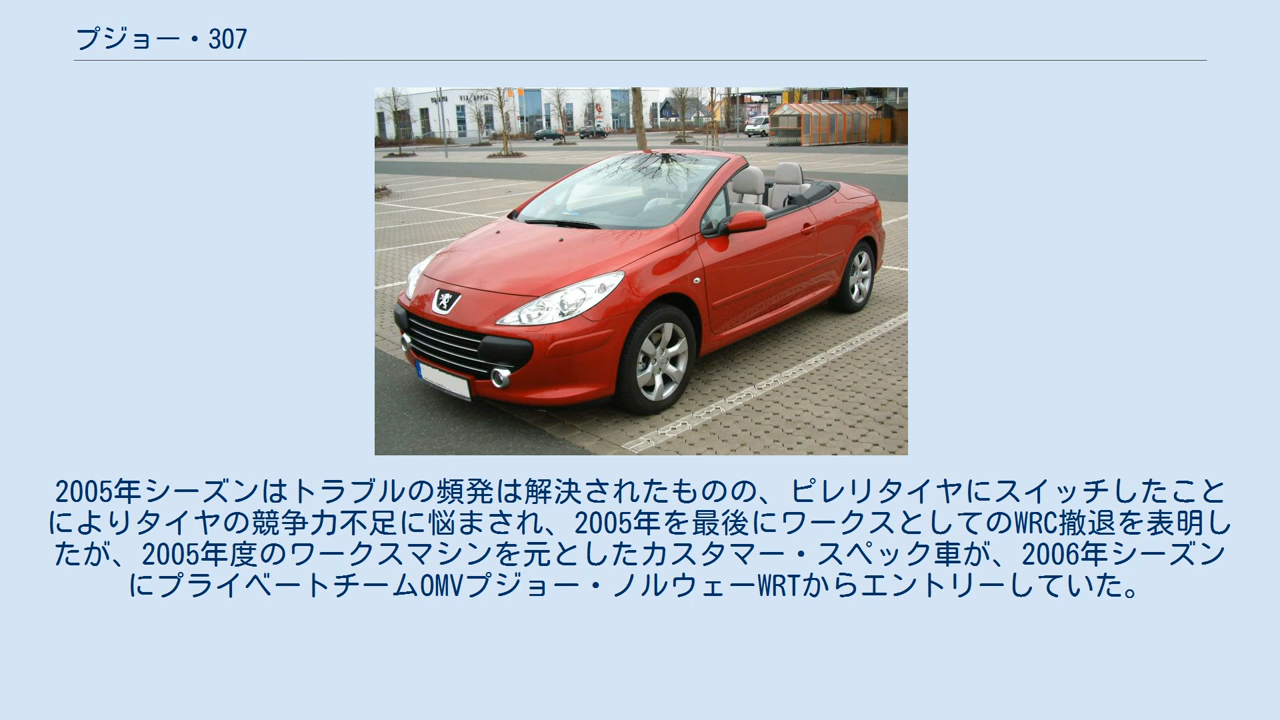 プジョー・307
2005年シーズンはトラブルの頻発は解決されたものの、ピレリタイヤにスイッチしたこと
によりタイヤの競争力不足に悩まされ、2005年を最後にワークスとしてのWRC撤退を表明し
たが、2005年度のワークスマシンを元としたカスタマー・スペック車が、2006年シーズン
にプライベートチームOMVプジョー・ノルウェーWRTからエントリーしていた。